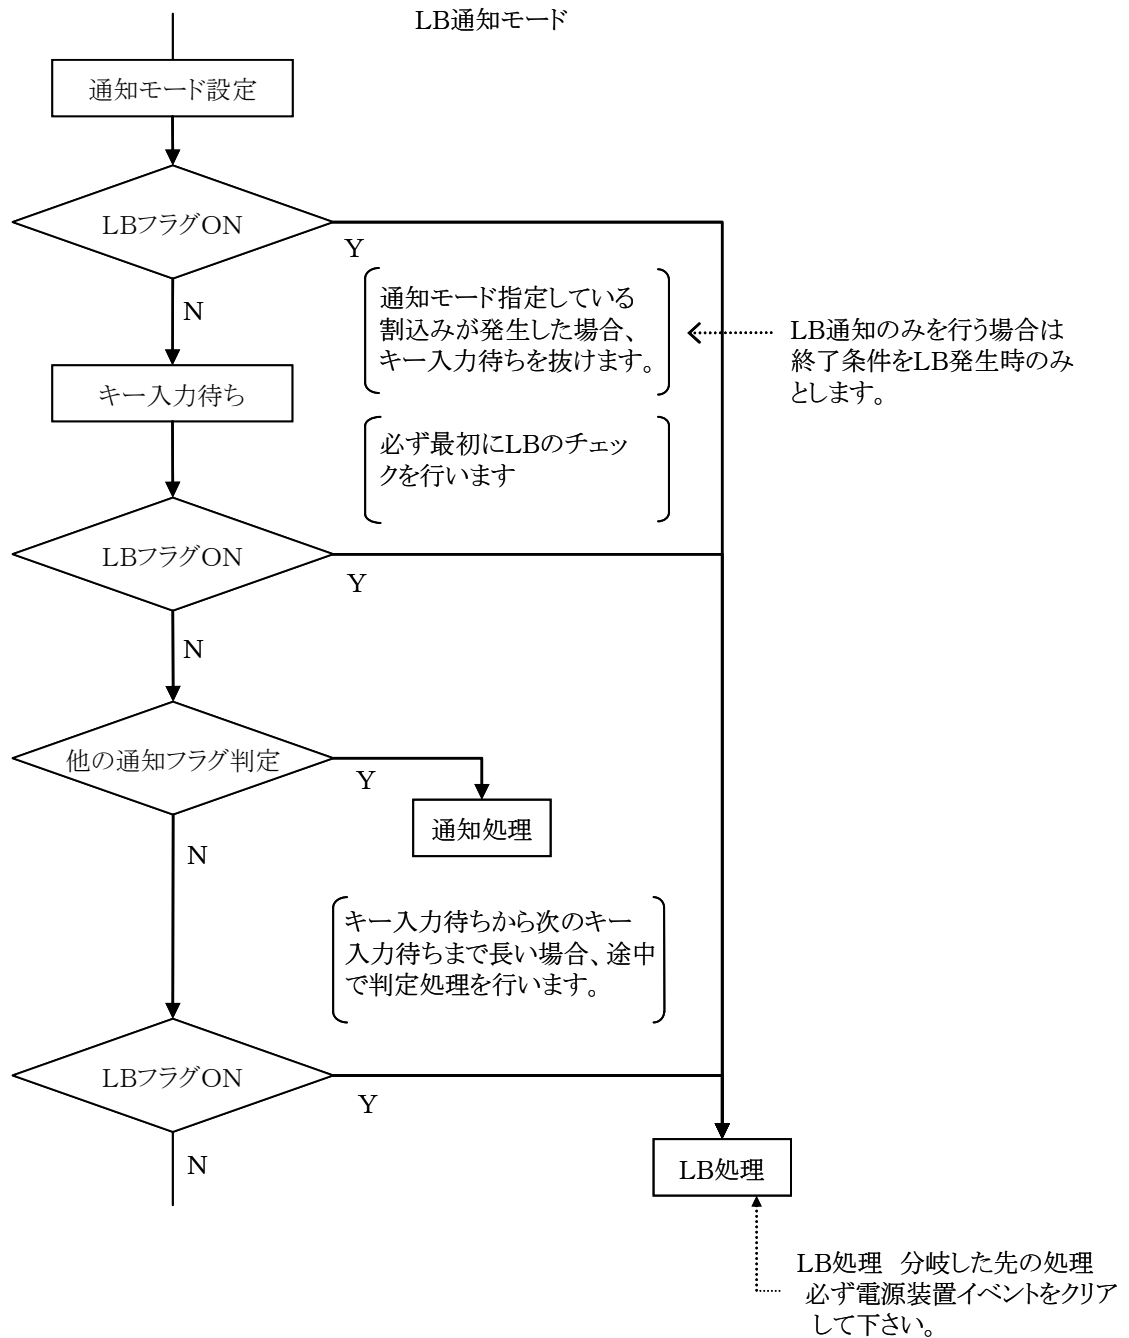 LB通知モード
通知モード設定
LBフラグON
Y
N
通知モード指定している
割込みが発生した場合、
キー入力待ちを抜けます。
LB通知のみを行う場合は
終了条件をLB発生時のみ
とします。
キー入力待ち
必ず最初にLBのチェッ
クを行います
LBフラグON
Y
N
他の通知フラグ判定
Y
通知処理
N
キー入力待ちから次のキー
入力待ちまで長い場合、途中
で判定処理を行います。
LBフラグON
Y
N
LB処理
LB処理 分岐した先の処理
必ず電源装置イベントをクリア
して下さい。